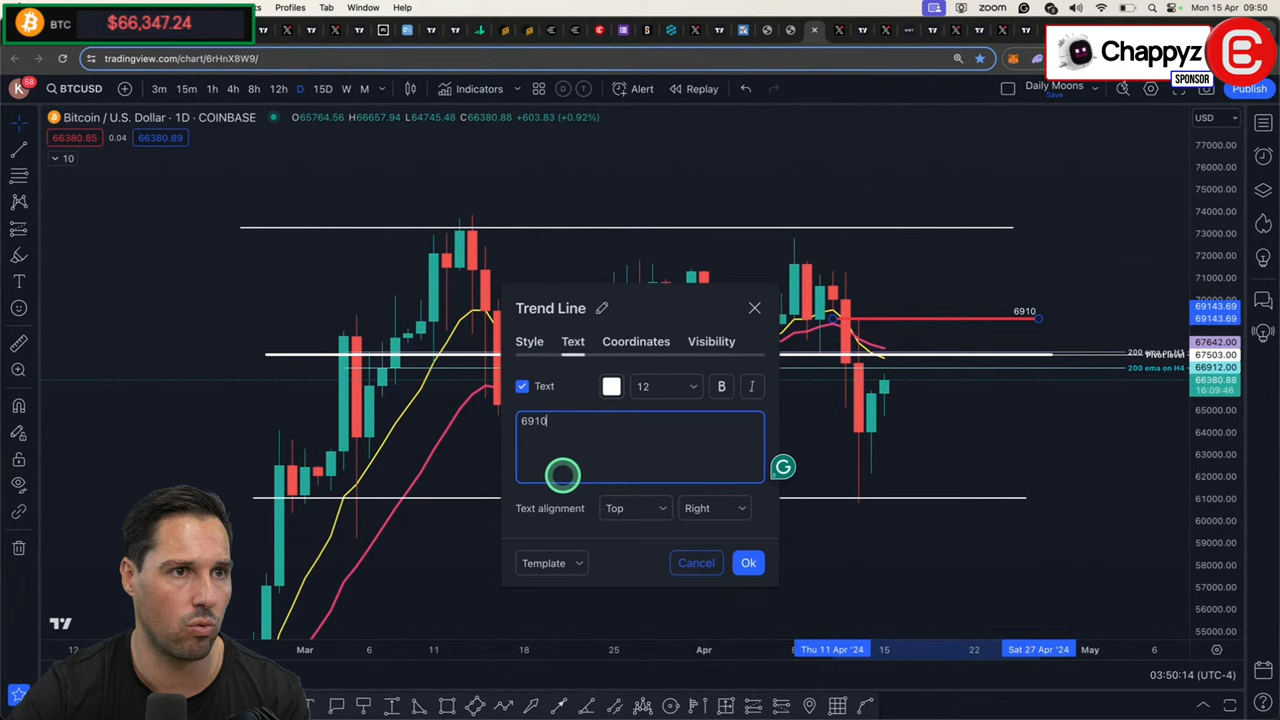 Profiles Tab Window Help
zoom
Mon 15 Apr 09:50
BTC $66,347.24
tradingview.com/chart/6rHnX8W9/
Chappyz
SPONSOR
K 58 BTCUSD 3m 15m 1h 4h 8h 12h D 15D W M Indicators Alert Replay Daily Moons Save Publish
Bitcoin / U.S. Dollar · 1D · COINBASE O65764.56 H66657.94 L64745.48 C66380.88 +603.83 (+0.92%) USD
66380.85 0.04 66380.89
10
77000.00
76000.00
75000.00
74000.00
73000.00
72000.00
71000.00
69143.69
69143.69
6910
67642.00
200 ema on H1
67503.00
200 ema on H4 66912.00
66380.88
16:09:46
65000.00
64000.00
63000.00
62000.00
61000.00
60000.00
59000.00
58000.00
57000.00
56000.00
55000.00
Trend Line
Style Text Coordinates Visibility
Text 12 B I
6910
Text alignment Top Right
Template Cancel Ok
12 Mar 6 11 18 25 Apr 8 Thu 11 Apr '24 15 22 Sat 27 Apr '24 May 6
03:50:14 (UTC-4)